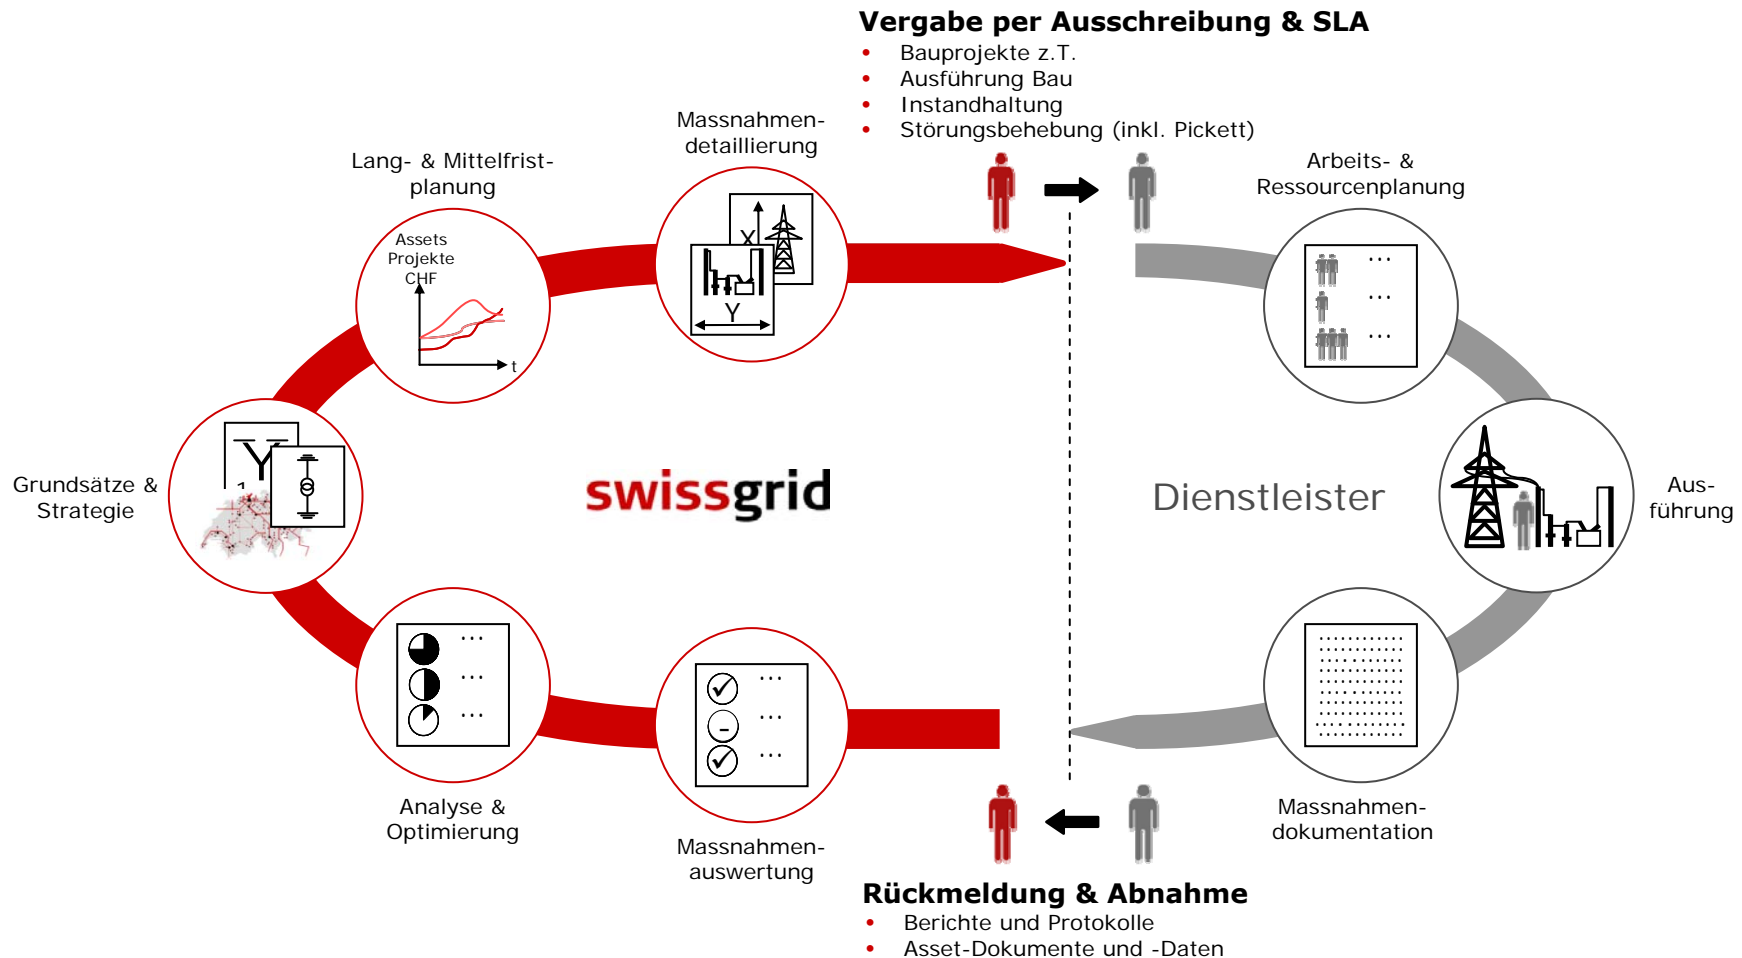 Vergabe per Ausschreibung & SLA
• Bauprojekte z.T.
• Ausführung Bau
• Instandhaltung
• Störungsbehebung (inkl. Pickett)
Massnahmen-
detaillierung
Lang- & Mittelfrist-
planung
Arbeits- &
Ressourcenplanung
Assets
Projekte
CHF
t
X
Y
...
...
...
Grundsätze &
Strategie
Y
swissgrid
Dienstleister
Aus-
führung
...
...
...
...
...
...
Analyse &
Optimierung
Massnahmen-
auswertung
Massnahmen-
dokumentation
Rückmeldung & Abnahme
• Berichte und Protokolle
• Asset-Dokumente und -Daten